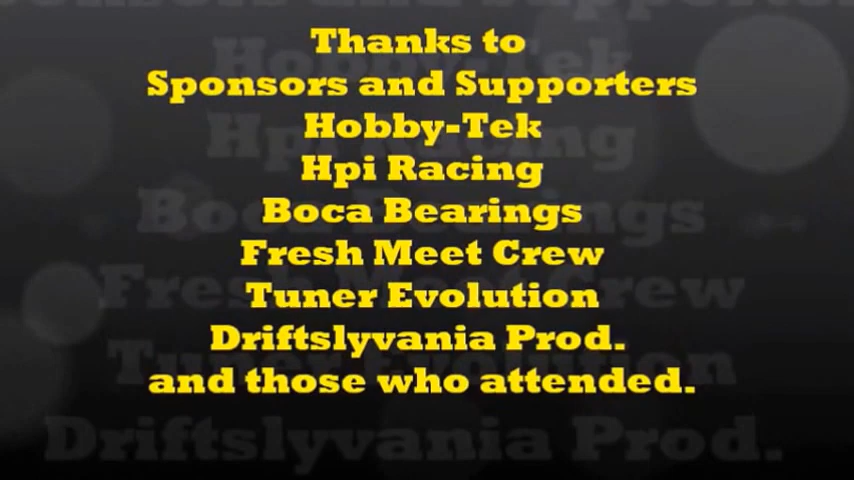 Thanks to
Sponsors and Supporters
Hobby-Tek
Hpi Racing
Boca Bearings
Fresh Meet Crew
Tuner Evolution
Driftslyvania Prod.
and those who attended.